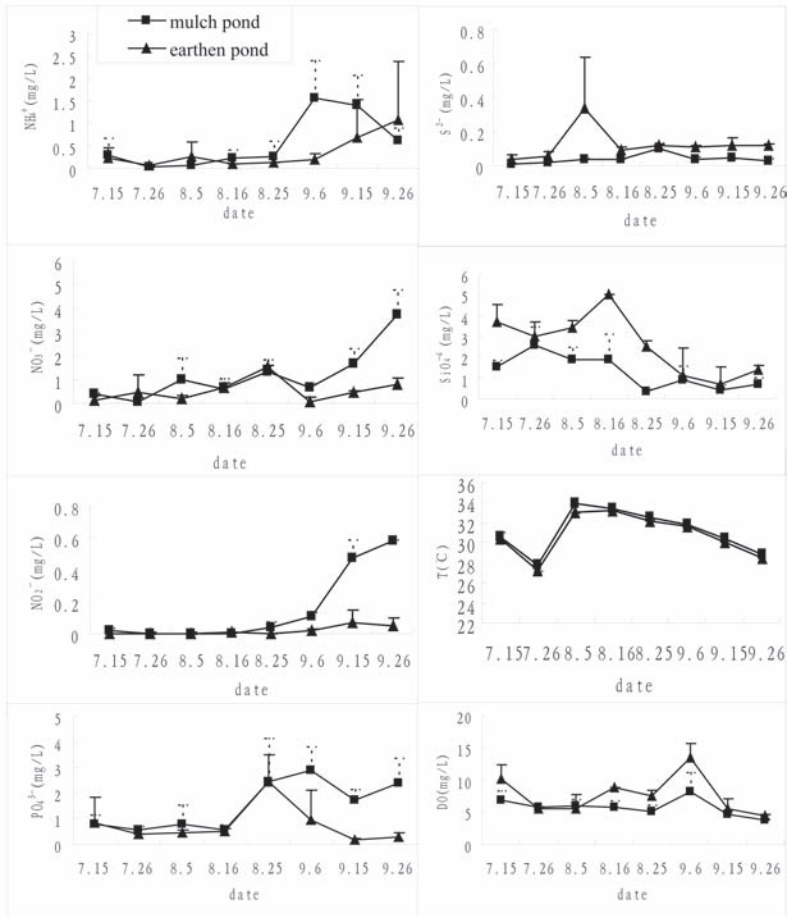 mulch pond
earthen pond
NH₄⁺(mg/L)
3
2.5
2
1.5
1
0.5
0
7.15 7.26 8.5 8.16 8.25 9.6 9.15 9.26
date
S²⁻(mg/L)
0.8
0.6
0.4
0.2
0
7.15 7.26 8.5 8.16 8.25 9.6 9.15 9.26
date
NO₃⁻(mg/L)
6
5
4
3
2
1
0
7.15 7.26 8.5 8.16 8.25 9.6 9.15 9.26
date
SiO₄⁻⁴(mg/L)
6
5
4
3
2
1
0
7.15 7.26 8.5 8.16 8.25 9.6 9.15 9.26
date
NO₂⁻(mg/L)
0.8
0.6
0.4
0.2
0
7.15 7.26 8.5 8.16 8.25 9.6 9.15 9.26
date
T(℃)
36
34
32
30
28
26
24
22
7.15 7.26 8.5 8.16 8.25 9.6 9.15 9.26
date
PO₄³⁻(mg/L)
5
4
3
2
1
0
7.15 7.26 8.5 8.16 8.25 9.6 9.15 9.26
date
DO(mg/L)
20
15
10
5
0
7.15 7.26 8.5 8.16 8.25 9.6 9.15 9.26
date